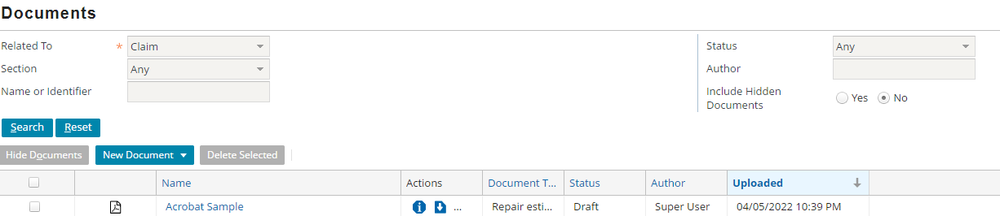 Documents
Related To * Claim Status Any
Section Any Author
Name or Identifier Include Hidden Documents Yes No
Search Reset
Hide Documents New Document Delete Selected
Name Actions Document T... Status Author Uploaded
Acrobat Sample ... Repair esti... Draft Super User 04/05/2022 10:39 PM